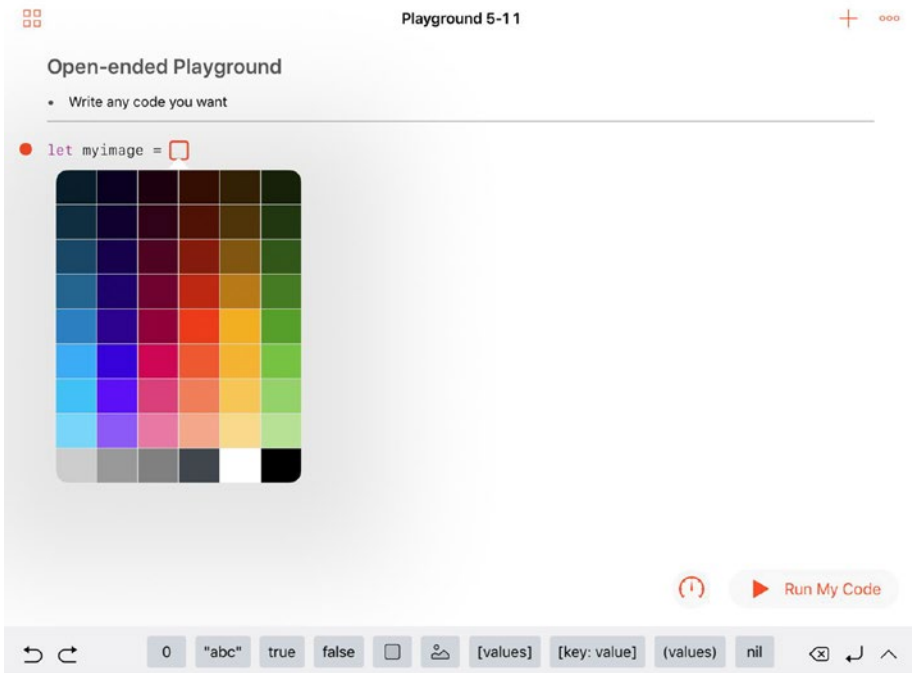 Playground 5-11
Open-ended Playground
• Write any code you want
let myimage =
Run My Code
0 "abc" true false [values] [key: value] (values) nil